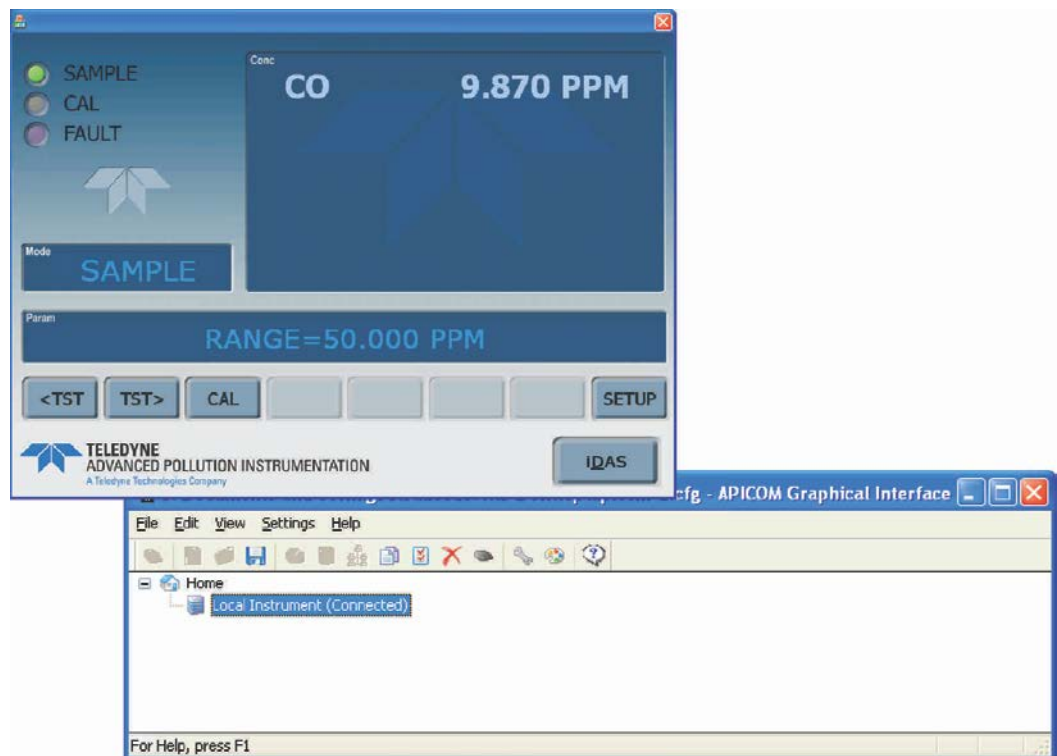 SAMPLE
CAL
FAULT
Conc
CO 9.870 PPM
Mode
SAMPLE
Param
RANGE=50.000 PPM
<TST TST> CAL SETUP
TELEDYNE
ADVANCED POLLUTION INSTRUMENTATION
A Teledyne Technologies Company
iDAS
cfg - APICOM Graphical Interface
File Edit View Settings Help
Home
Local Instrument (Connected)
For Help, press F1